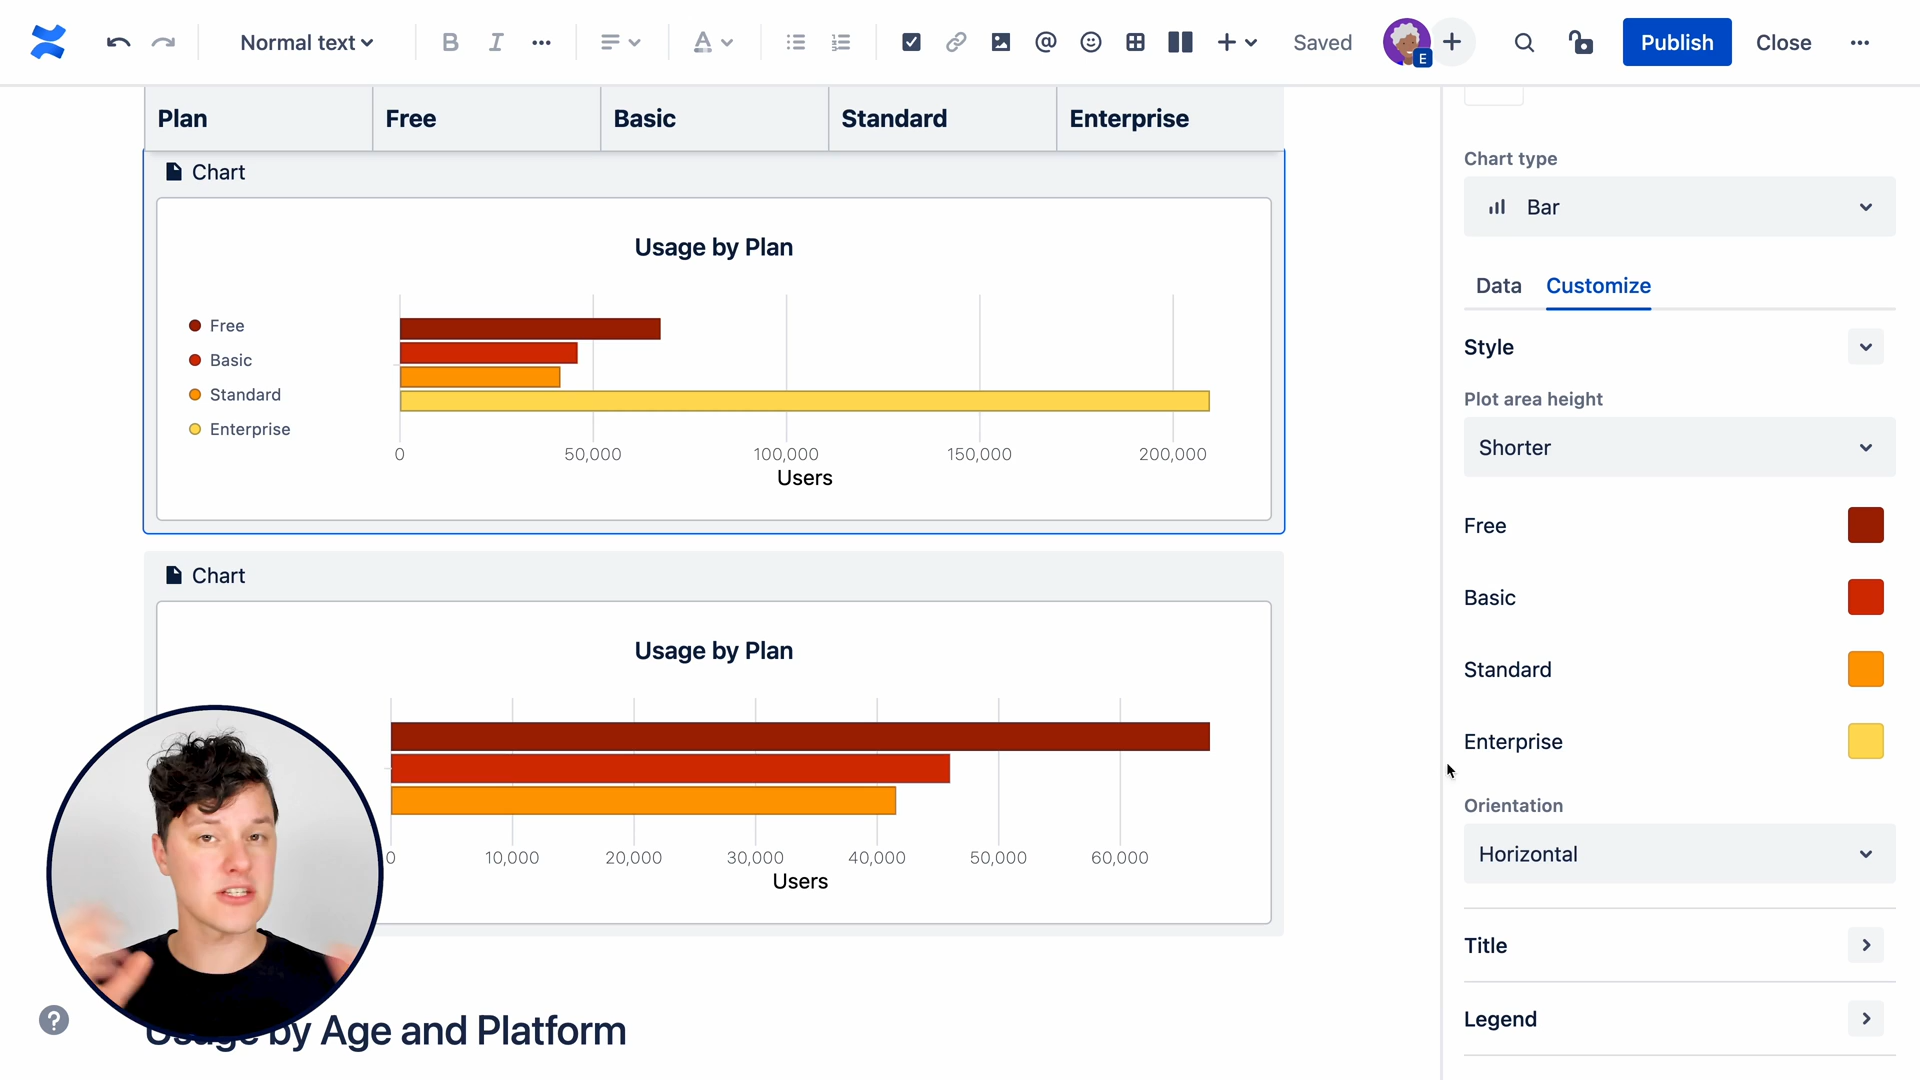 Normal text
B
I
A
Saved
E
Publish
Close
Plan
Free
Basic
Standard
Enterprise
Chart
Usage by Plan
Free
Basic
Standard
Enterprise
0
50,000
100,000
150,000
200,000
Users
Chart
Usage by Plan
0
10,000
20,000
30,000
40,000
50,000
60,000
Users
Usage by Age and Platform
Chart type
Bar
Data
Customize
Style
Plot area height
Shorter
Free
Basic
Standard
Enterprise
Orientation
Horizontal
Title
Legend